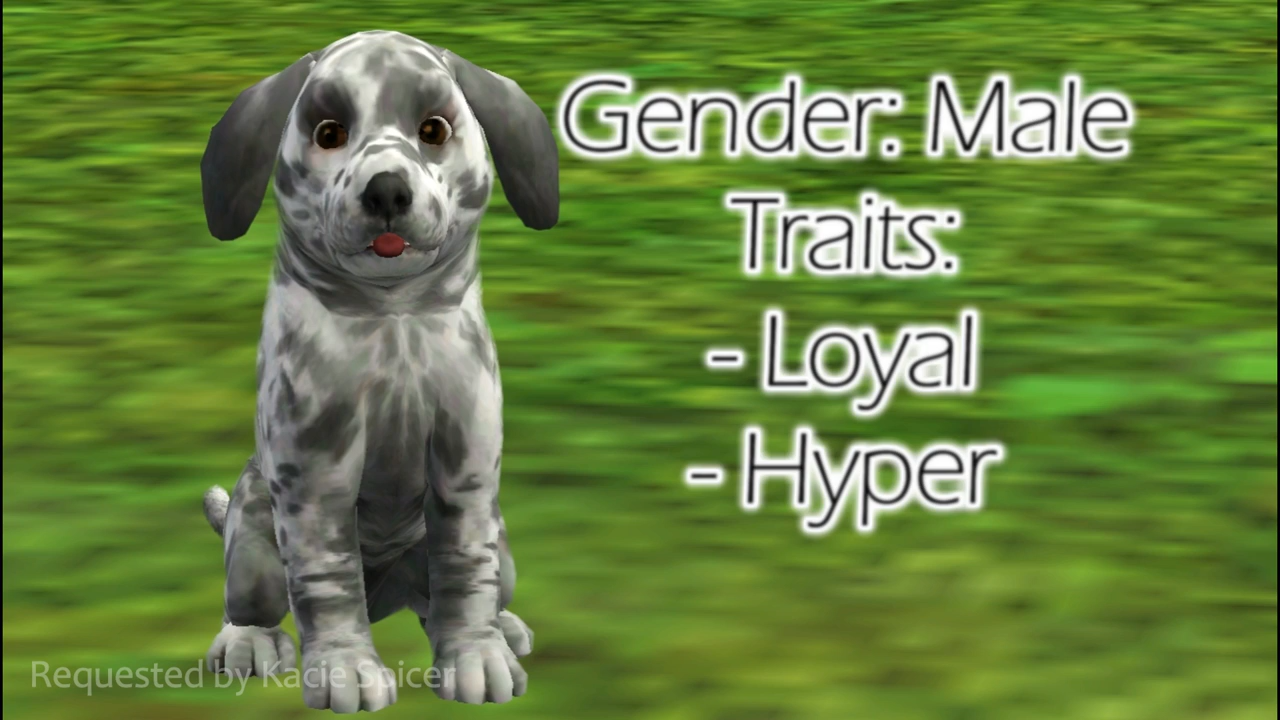 Gender: Male
Traits:
- Loyal
- Hyper
Requested by Kacie Spicer